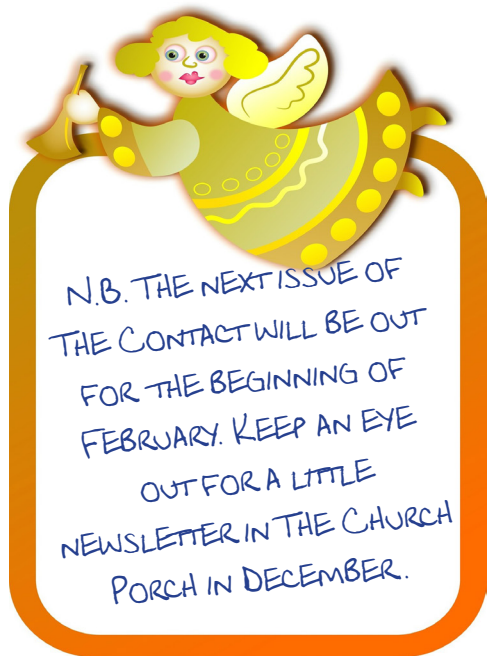 N.B. THE NEXT ISSUE OF
THE CONTACT WILL BE OUT
FOR THE BEGINNING OF
FEBRUARY. KEEP AN EYE
OUT FOR A LITTLE
NEWSLETTER IN THE CHURCH
PORCH IN DECEMBER.